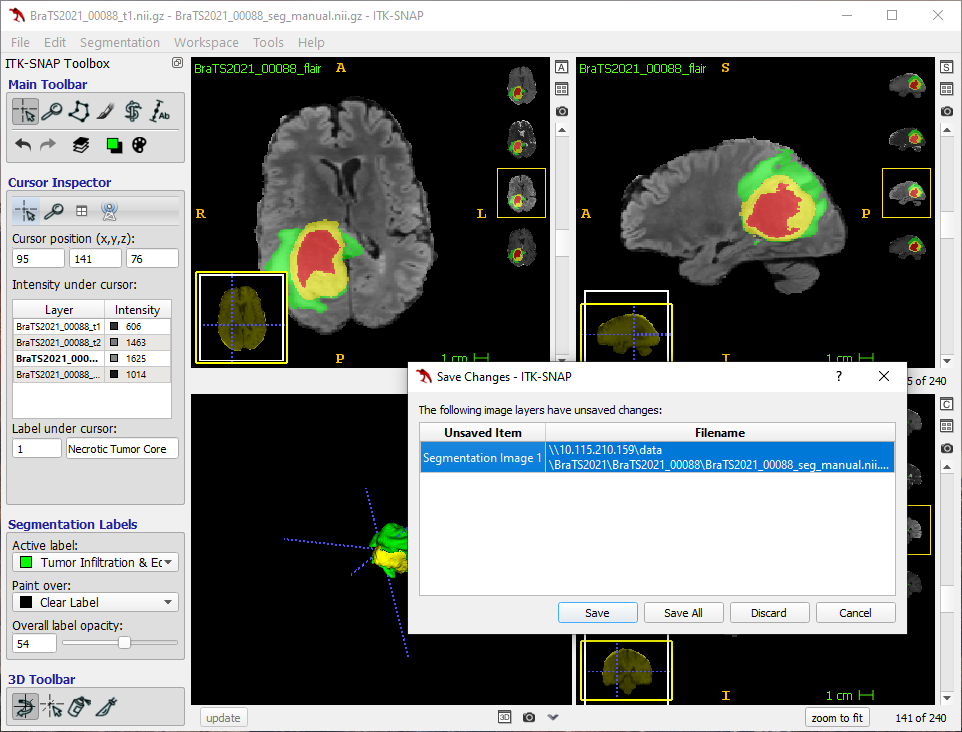 BraTS2021_00088_t1.nii.gz - BraTS2021_00088_seg_manual.nii.gz - ITK-SNAP
File Edit Segmentation Workspace Tools Help
ITK-SNAP Toolbox
Main Toolbar
Ab
Cursor Inspector
Cursor position (x,y,z):
95 141 76
Intensity under cursor:
Layer Intensity
BraTS2021_00088_t1 606
BraTS2021_00088_t2 1463
BraTS2021_000... 1625
BraTS2021_00088_... 1014
Label under cursor:
1 Necrotic Tumor Core
Segmentation Labels
Active label:
Tumor Infiltration & Ec
Paint over:
Clear Label
Overall label opacity:
54
3D Toolbar
BraTS2021_00088_flair A
R L
P
1 cm
A
BraTS2021_00088_flair S
A P
I
1 cm
S
5 of 240
Save Changes - ITK-SNAP
?
The following image layers have unsaved changes:
Unsaved Item Filename
Segmentation Image 1 \\10.115.210.159\data
\BraTS2021\BraTS2021_00088\BraTS2021_00088_seg_manual.nii....
Save Save All Discard Cancel
C
I
1 cm
update
3D
zoom to fit
141 of 240